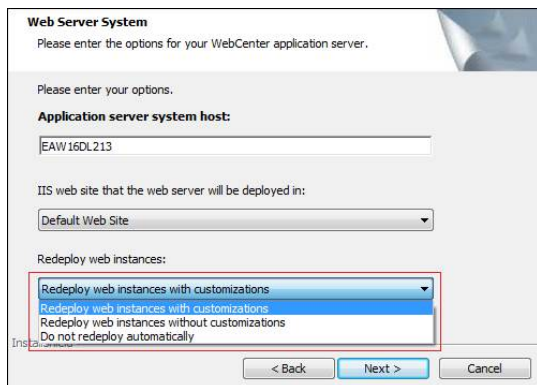 Web Server System
Please enter the options for your WebCenter application server.
Please enter your options.
Application server system host:
EAW16DL213
IIS web site that the web server will be deployed in:
Default Web Site
Redeploy web instances:
Redeploy web instances with customizations
Redeploy web instances with customizations
Redeploy web instances without customizations
Do not redeploy automatically
InstallShield
< Back Next > Cancel